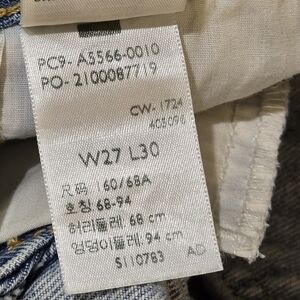 PC9- A5566-0010
PO- 2100087719
CW- 1724
W27 L30
尺码 160/68A
호칭 68-94
허리둘레 68 cm
엉덩이둘레 94 cm
S110783 AD